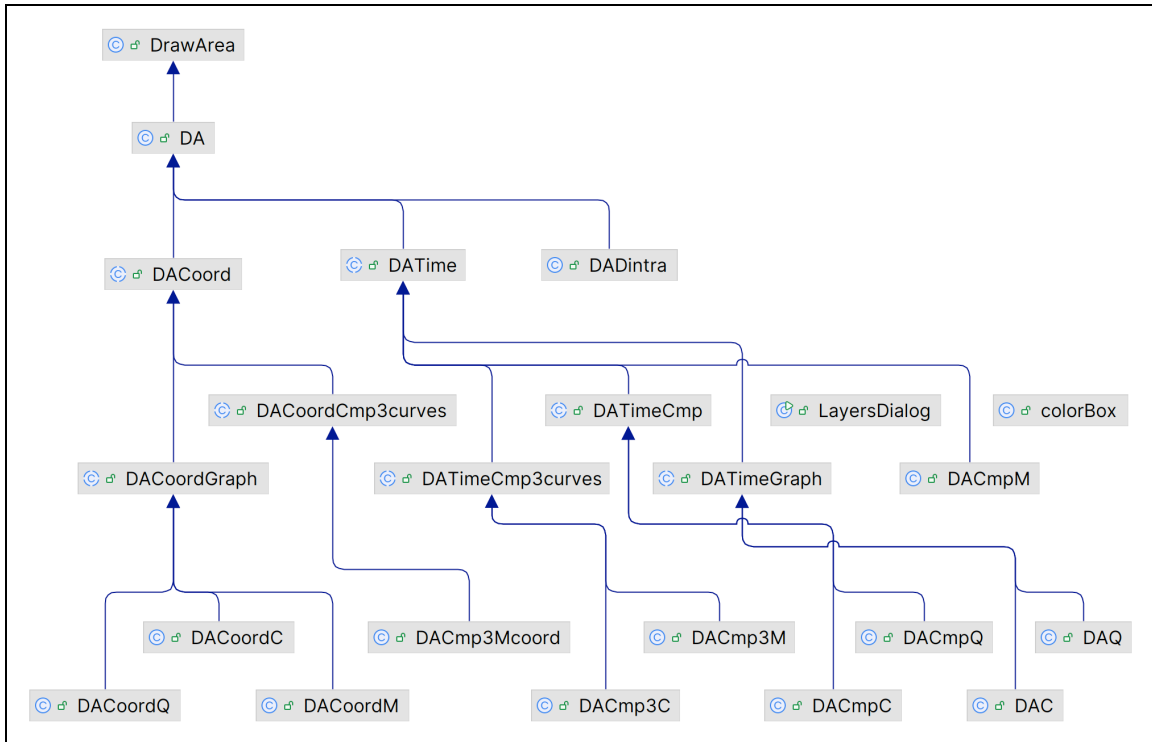 DrawArea
DA
DACoord
DATime
DADintra
DACoordCmp3curves
DATimeCmp
LayersDialog
colorBox
DACoordGraph
DATimeCmp3curves
DATimeGraph
DACmpM
DACoordC
DACmp3Mcoord
DACmp3M
DACmpQ
DAQ
DACoordQ
DACoordM
DACmp3C
DACmpC
DAC